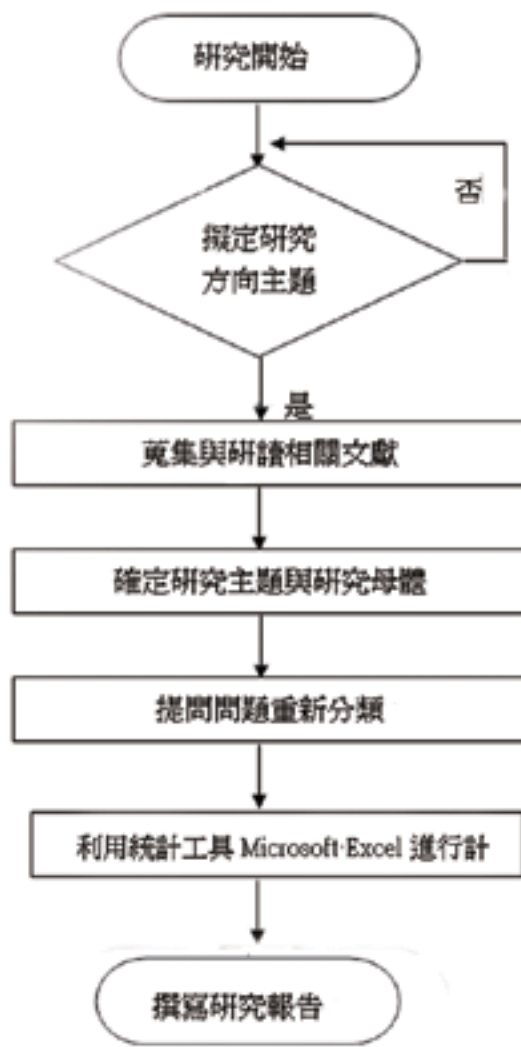 研究開始
否
擬定研究
方向主題
是
蒐集與研讀相關文獻
確定研究主題與研究母體
提問問題重新分類
利用統計工具 Microsoft Excel 進行計
撰寫研究報告